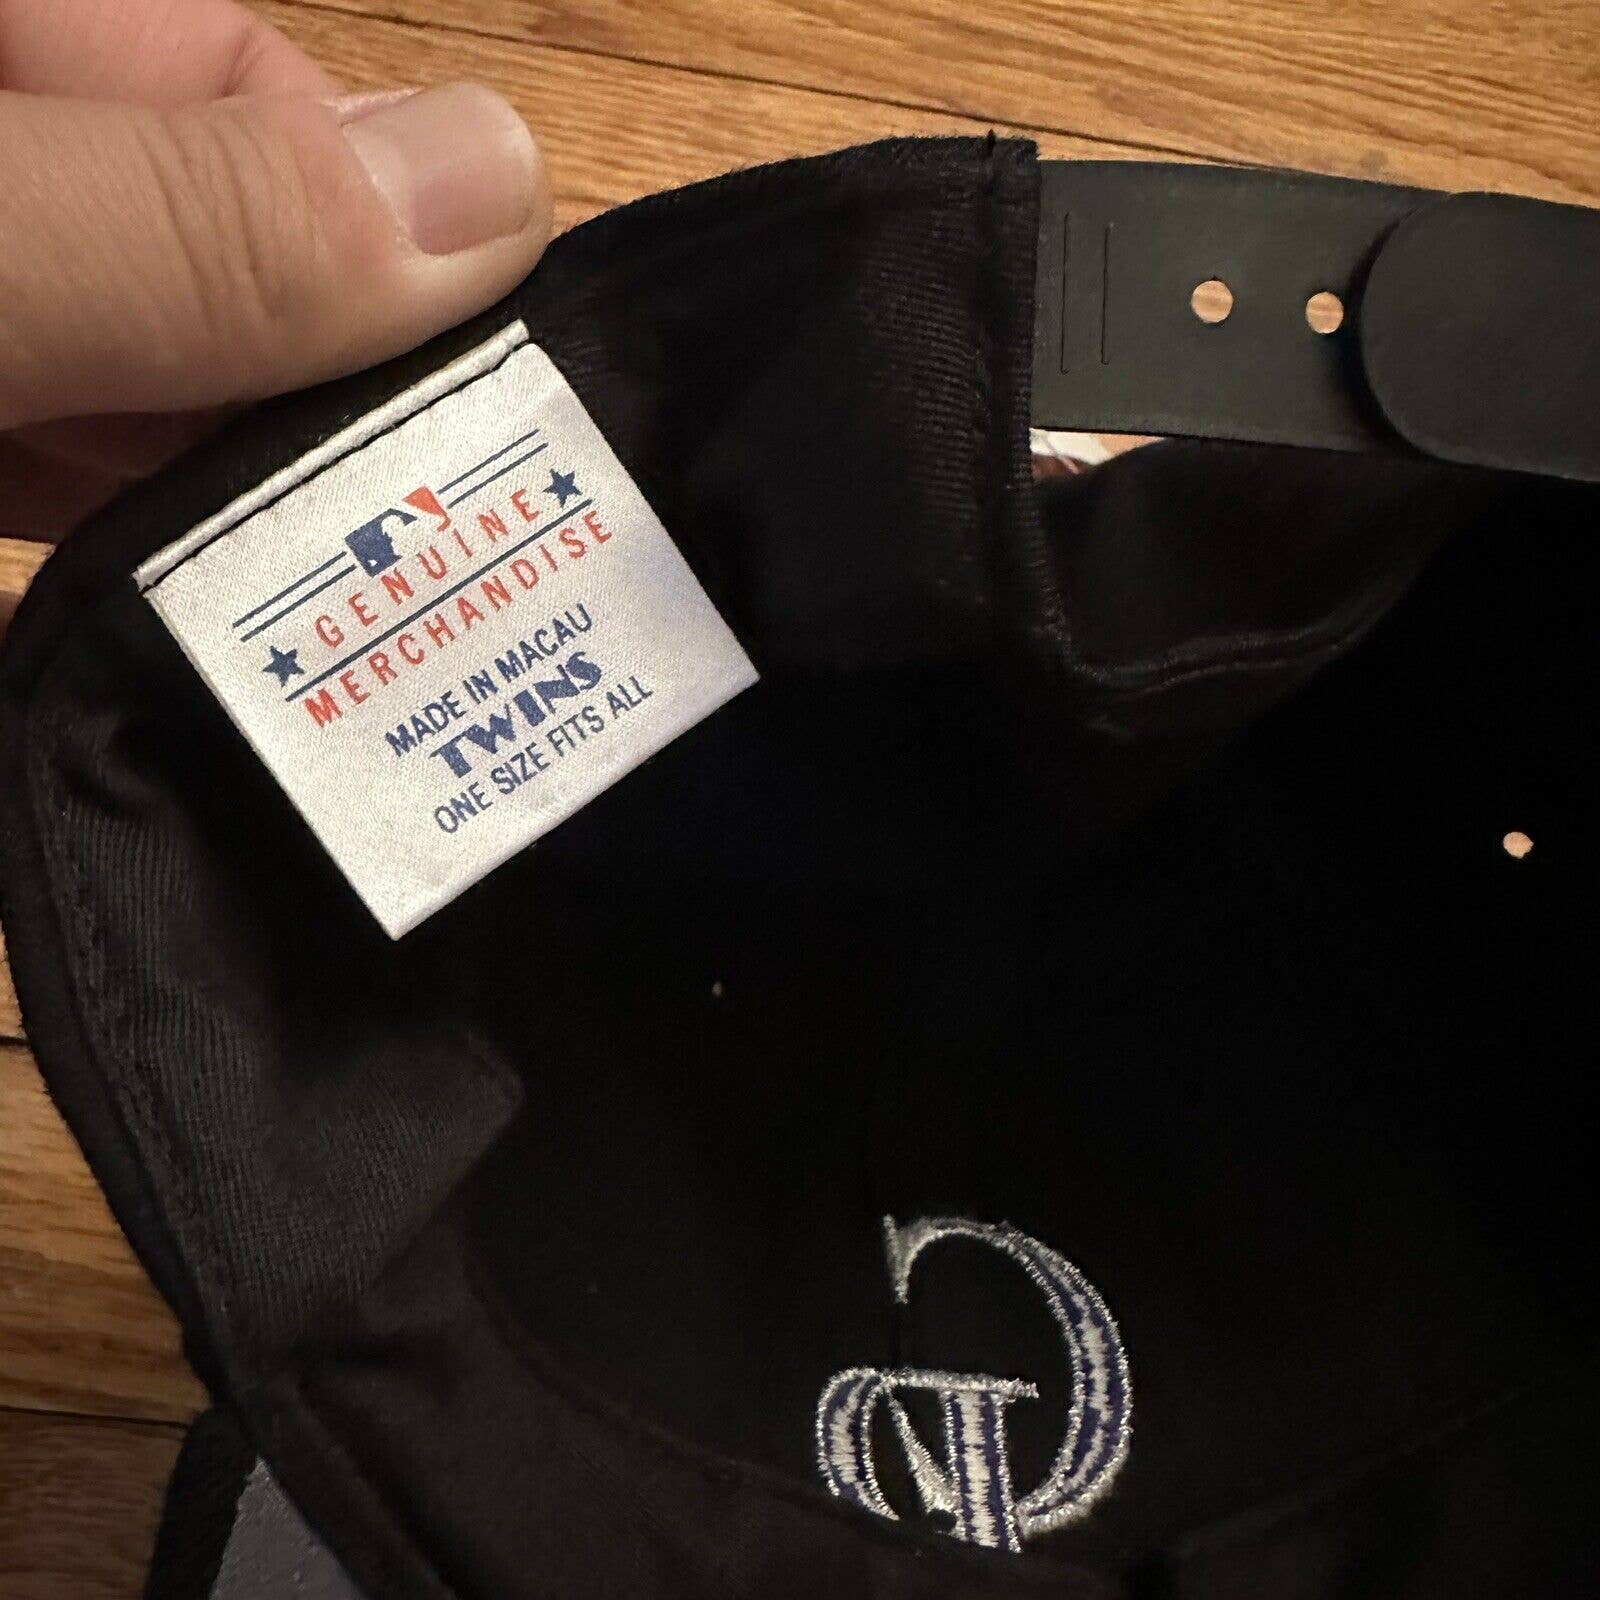 GENUINE
MERCHANDISE
MADE IN MACAU
TWINS
ONE SIZE FITS ALL